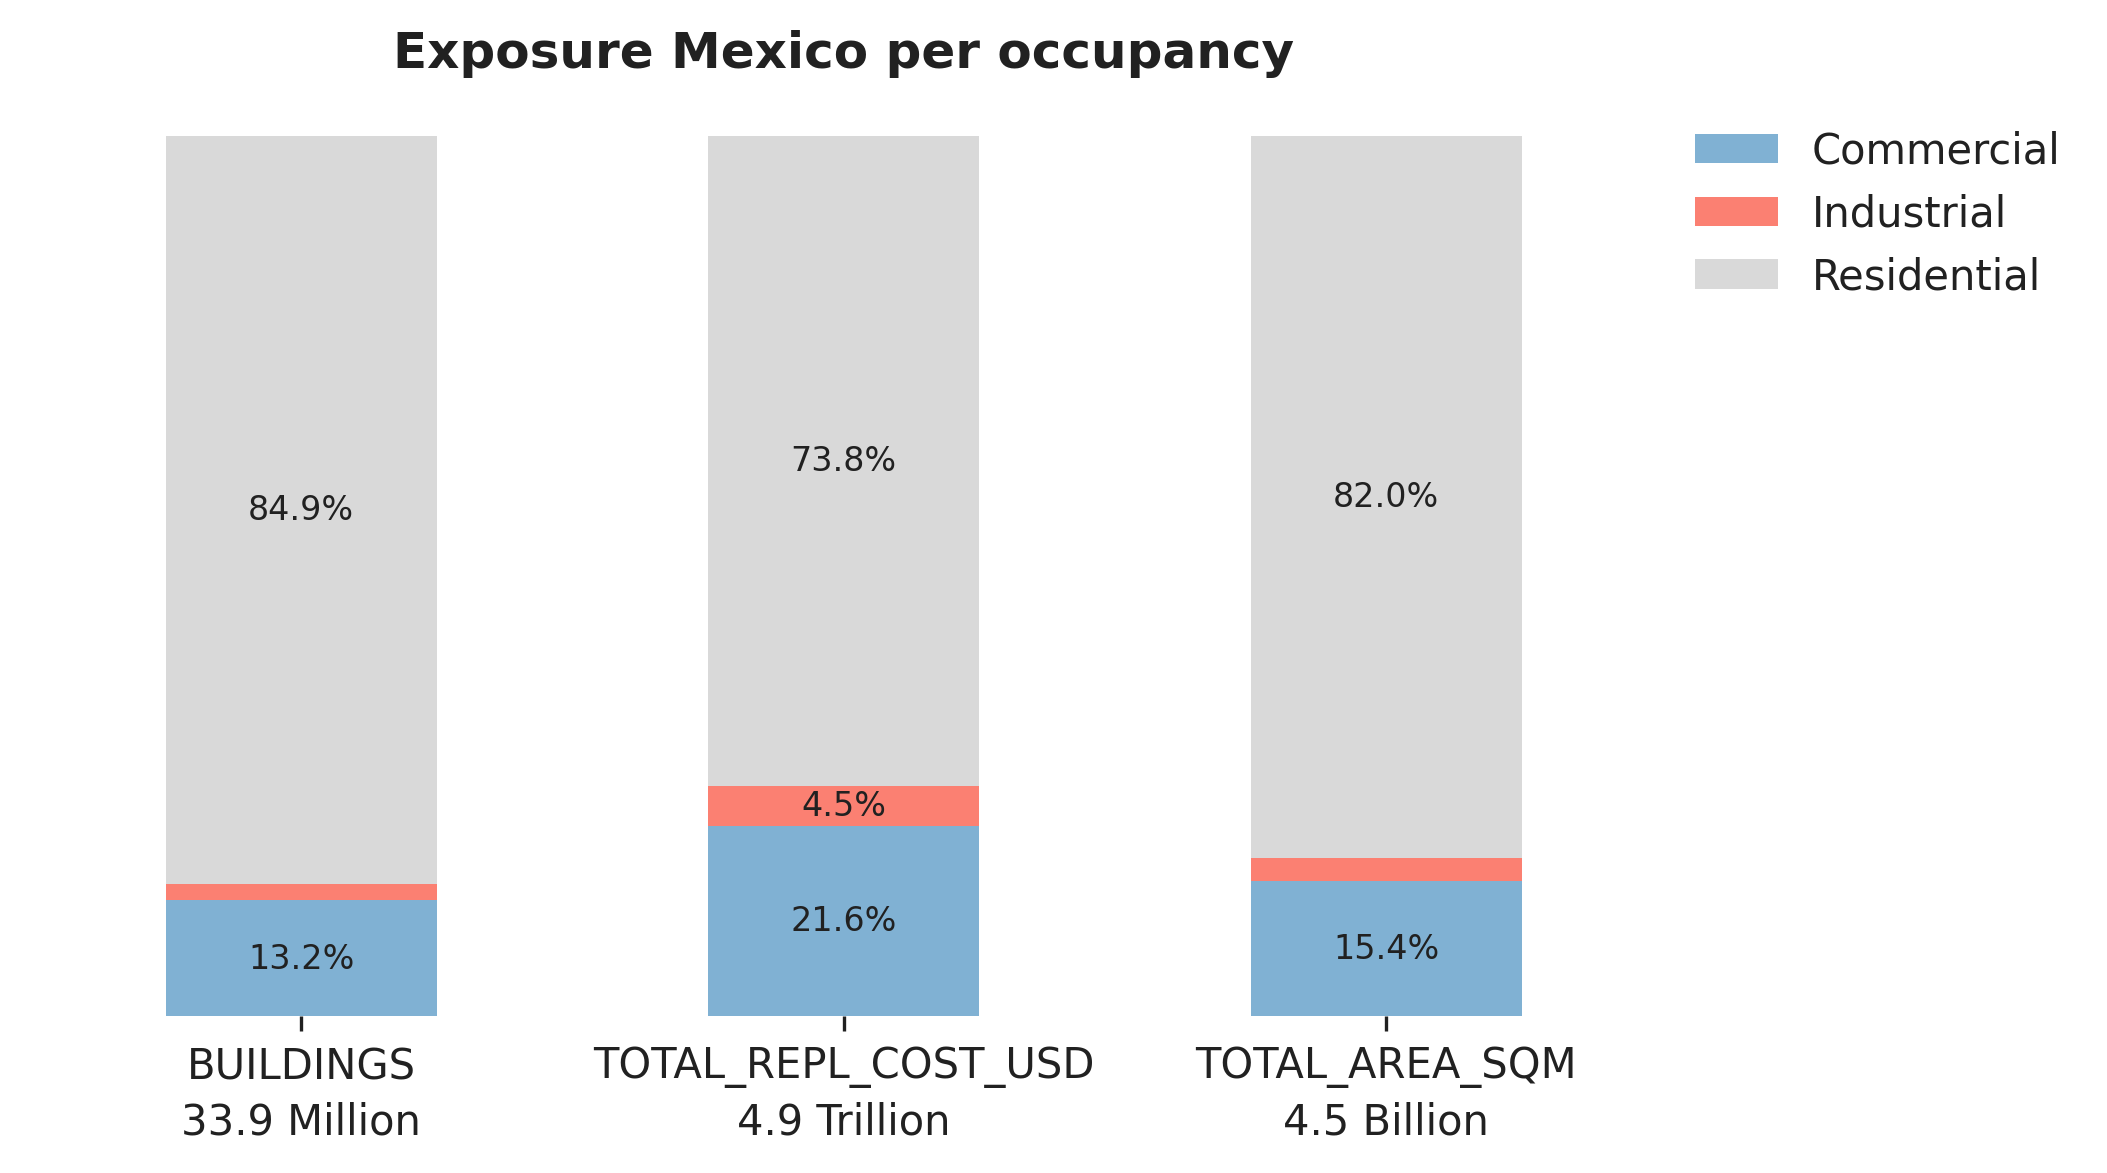 Exposure Mexico per occupancy
Commercial
Industrial
Residential
84.9%
13.2%
73.8%
4.5%
21.6%
82.0%
15.4%
BUILDINGS
33.9 Million
TOTAL_REPL_COST_USD
4.9 Trillion
TOTAL_AREA_SQM
4.5 Billion